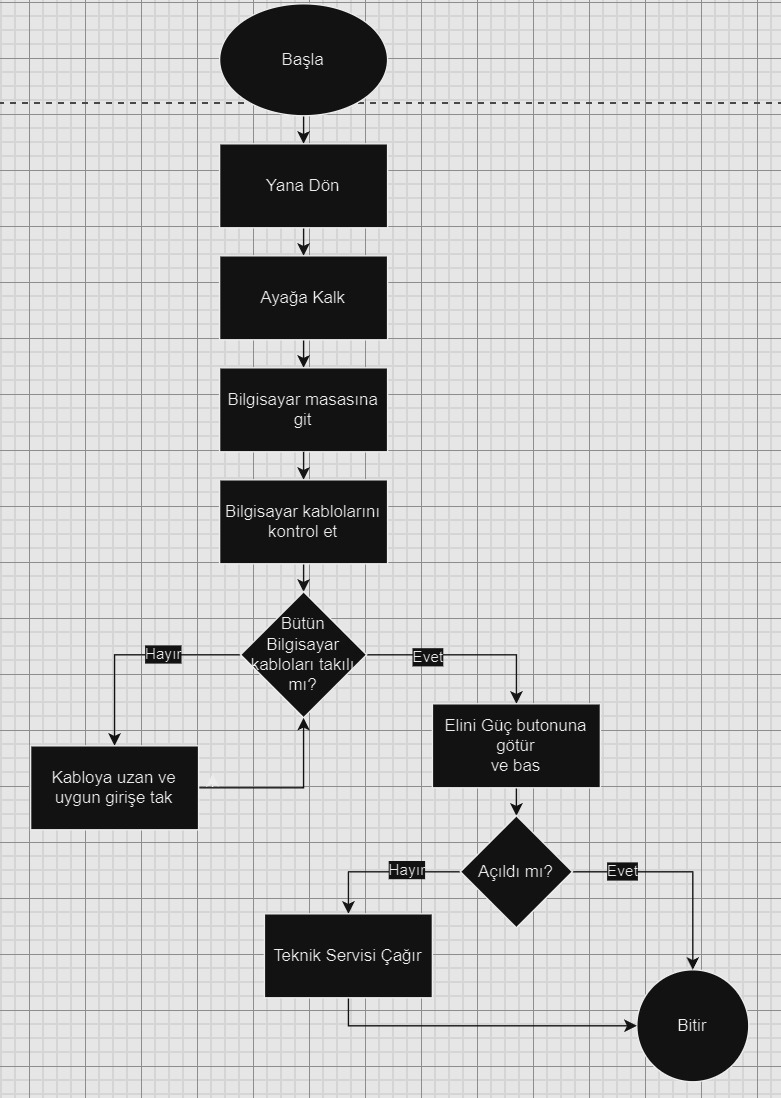 Başla
Yana Dön
Ayağa Kalk
Bilgisayar masasına
git
Bilgisayar kablolarını
kontrol et
Bütün
Bilgisayar
kabloları takılı
mı?
Hayır
Evet
Kabloya uzan ve
uygun girişe tak
Elini Güç butonuna
götür
ve bas
Açıldı mı?
Hayır
Evet
Teknik Servisi Çağır
Bitir